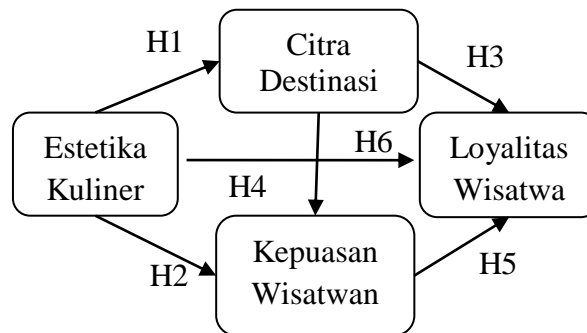 H1
Citra
Destinasi
H3
Estetika
Kuliner
H6
H4
Loyalitas
Wisatwa
H2
Kepuasan
Wisatwan
H5